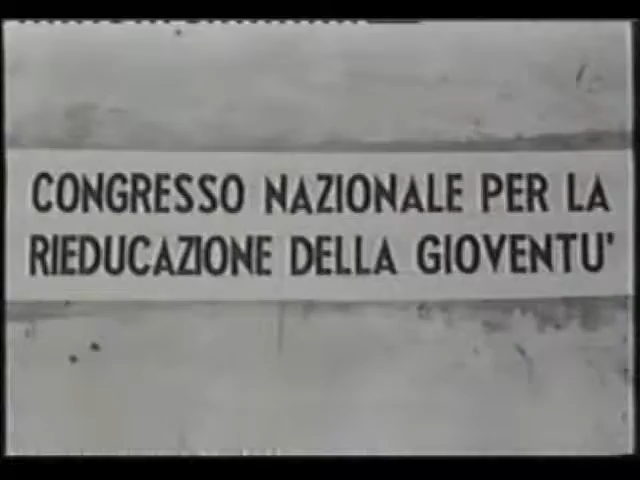 CONGRESSO NAZIONALE PER LA
RIEDUCAZIONE DELLA GIOVENTU'